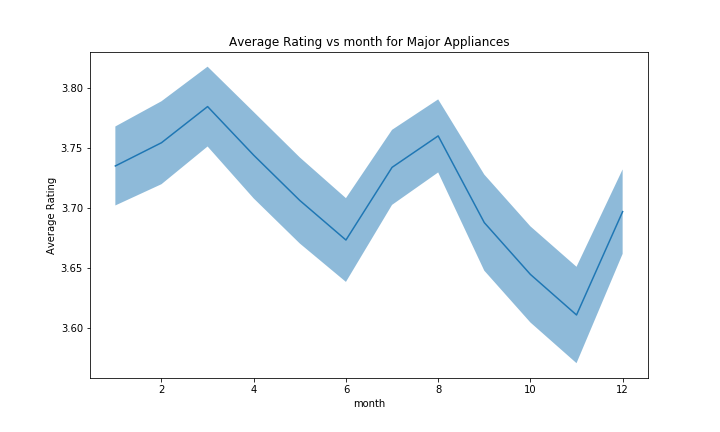 Average Rating vs month for Major Appliances
Average Rating
3.80
3.75
3.70
3.65
3.60
2 4 6 8 10 12
month